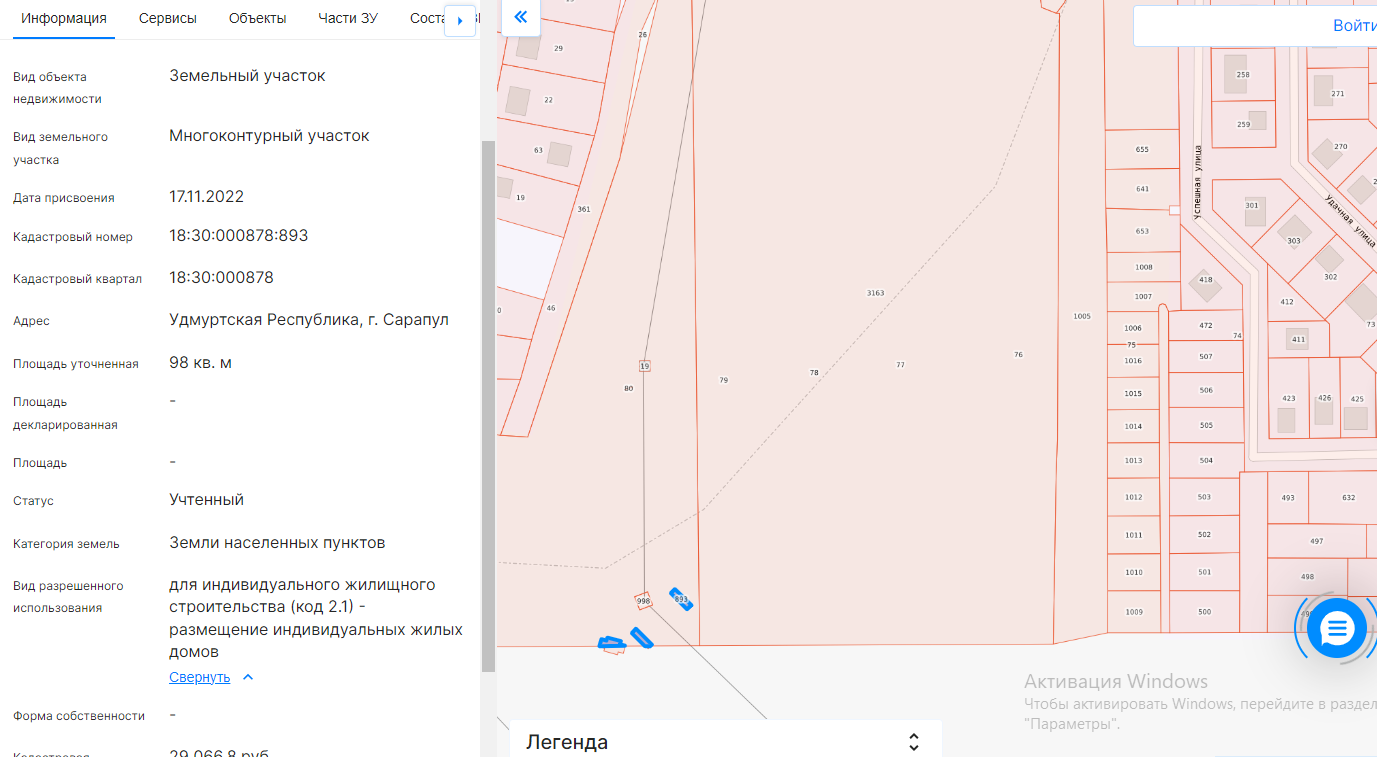 Информация
Сервисы
Объекты
Части ЗУ
Вид объекта
недвижимости
Земельный участок
Вид земельного
участка
Многоконтурный участок
Дата присвоения
17.11.2022
Кадастровый номер
18:30:000878:893
Кадастровый квартал
18:30:000878
Адрес
Удмуртская Республика, г. Сарапул
Площадь уточненная
98 кв. м
Площадь
декларированная
-
Площадь
-
Статус
Учтенный
Категория земель
Земли населенных пунктов
Вид разрешенного
использования
для индивидуального жилищного
строительства (код 2.1) -
размещение индивидуальных жилых
домов
Свернуть
Форма собственности
-
29 066,8 руб
Войти
26
29
22
63
19
361
46
80
19
79
78
77
76
3163
1005
998
893
655
641
653
1008
1007
1006
75
1016
1015
1014
1013
1012
1011
1010
1009
Успешная улица
Удачная улица
258
259
271
270
301
303
302
418
412
411
73
74
472
507
506
505
504
503
502
501
500
423
426
425
493
632
497
498
Активация Windows
Чтобы активировать Windows, перейдите в раздел
"Параметры".
Легенда